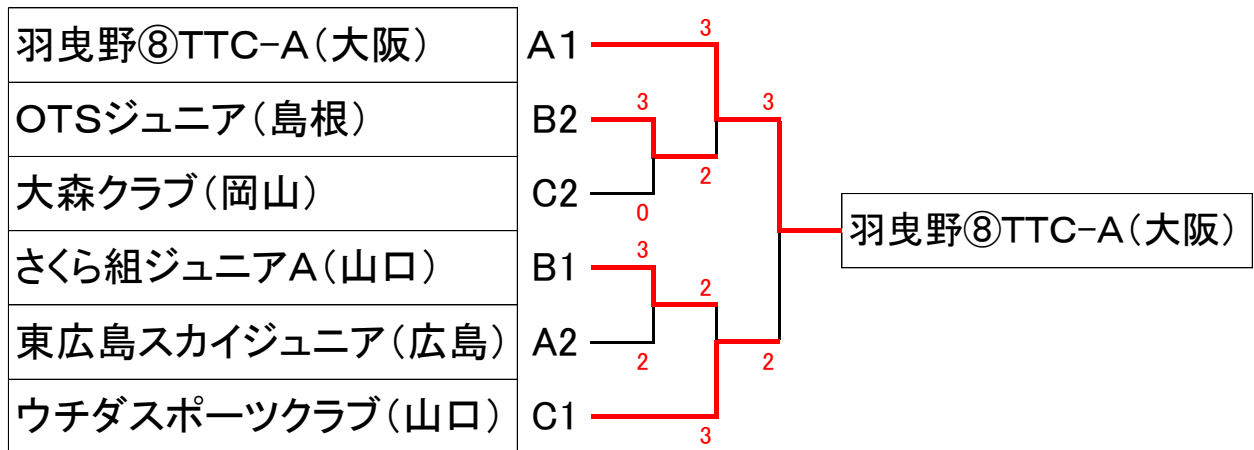 羽曳野⑧TTC-A(大阪) A1 3
OTSジュニア(島根) B2 3 3
2
大森クラブ(岡山) C2 0
羽曳野⑧TTC-A(大阪)
さくら組ジュニアA(山口) B1 3 2
東広島スカイジュニア(広島) A2 2 2
ウチダスポーツクラブ(山口) C1 3